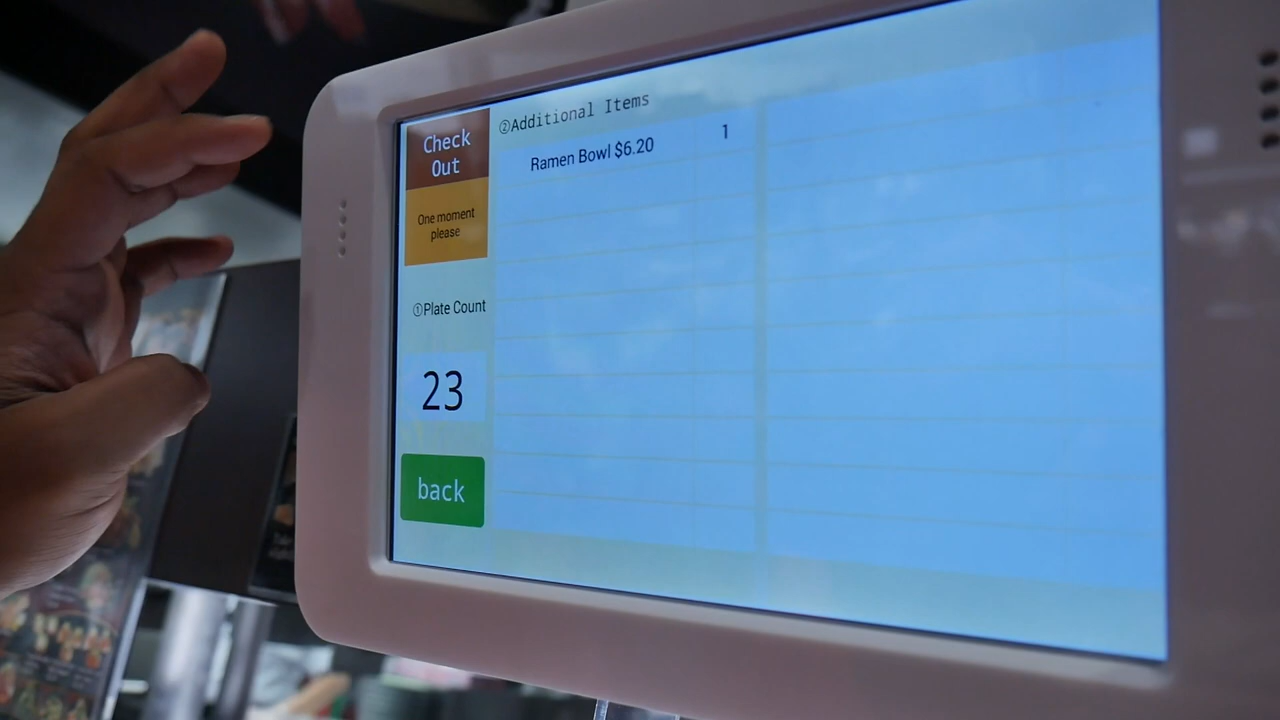 Check
Out
One moment
please
②Additional Items
Ramen Bowl $6.20 1
①Plate Count
23
back